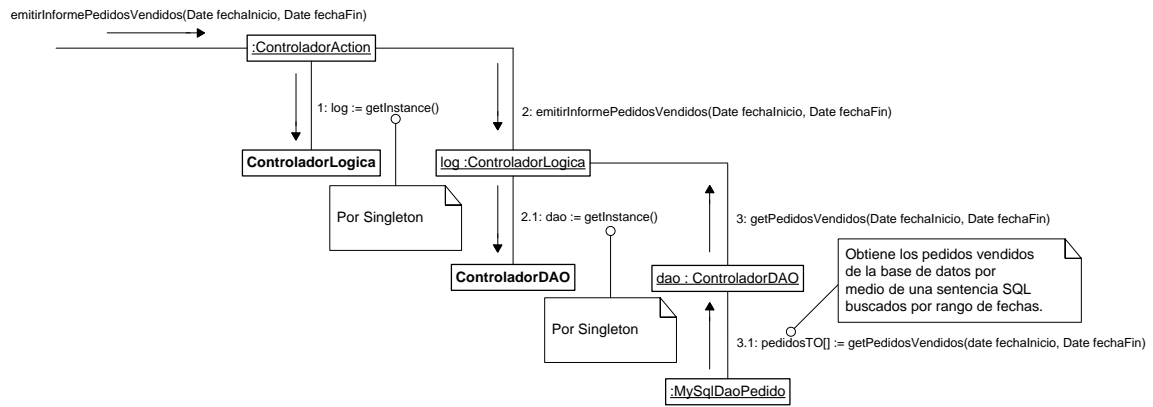 emitirInformePedidosVendidos(Date fechaInicio, Date fechaFin)
:ControladorAction
1: log := getInstance()
2: emitirInformePedidosVendidos(Date fechaInicio, Date fechaFin)
ControladorLogica
log :ControladorLogica
Por Singleton
2.1: dao := getInstance()
3: getPedidosVendidos(Date fechaInicio, Date fechaFin)
Obtiene los pedidos vendidos
de la base de datos por
medio de una sentencia SQL
buscados por rango de fechas.
ControladorDAO
dao : ControladorDAO
Por Singleton
3.1: pedidosTO[] := getPedidosVendidos(date fechaInicio, Date fechaFin)
:MySqlDaoPedido